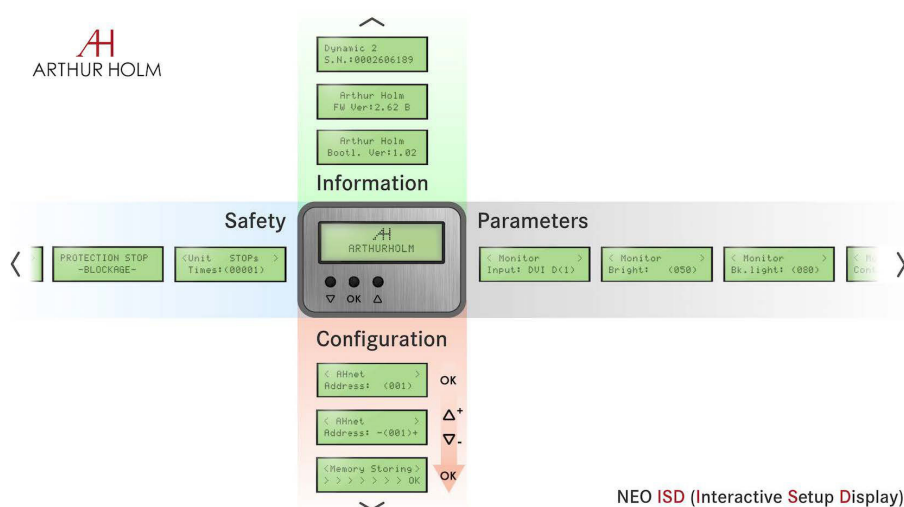 AH
ARTHUR HOLM
Dynamic 2
S.N.:0002606189
Arthur Holm
FW Ver:2.62 B
Arthur Holm
Bootl. Ver:1.02
Information
Safety
PROTECTION STOP
-BLOCKAGE-
<Unit STOPs >
Times:(00001)
AH
ARTHURHOLM
OK
Parameters
< Monitor >
Input: DVI D(1)
< Monitor >
Bright: (050)
< Monitor >
Bk.light: (080)
Configuration
< AHnet >
Address: (001)
OK
< AHnet >
Address: -(001)+
+
-
<Memory Storing>
> > > > > > > OK
OK
NEO ISD (Interactive Setup Display)